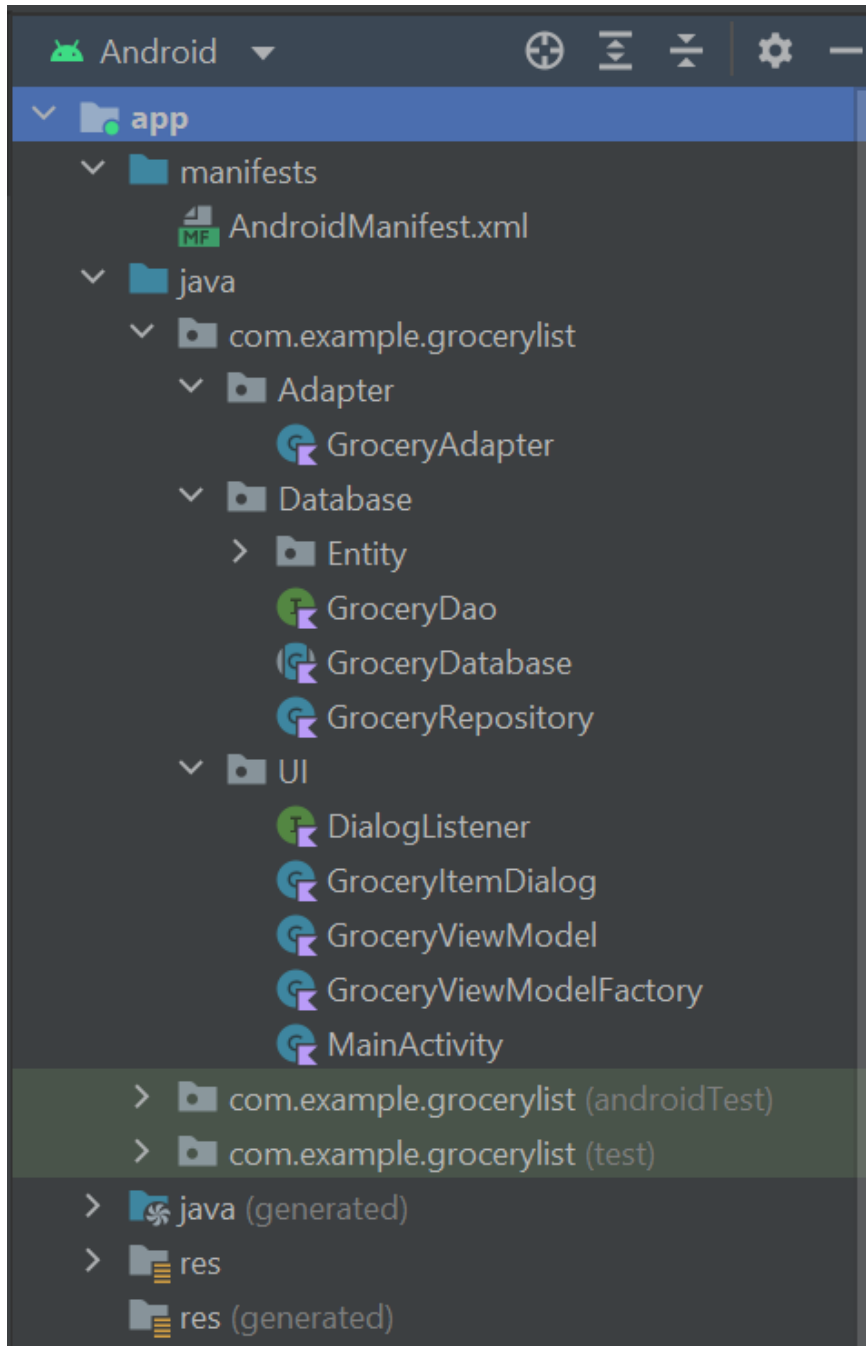 Android
app
manifests
MF AndroidManifest.xml
java
com.example.grocerylist
Adapter
GroceryAdapter
Database
Entity
GroceryDao
GroceryDatabase
GroceryRepository
UI
DialogListener
GroceryItemDialog
GroceryViewModel
GroceryViewModelFactory
MainActivity
com.example.grocerylist (androidTest)
com.example.grocerylist (test)
java (generated)
res
res (generated)